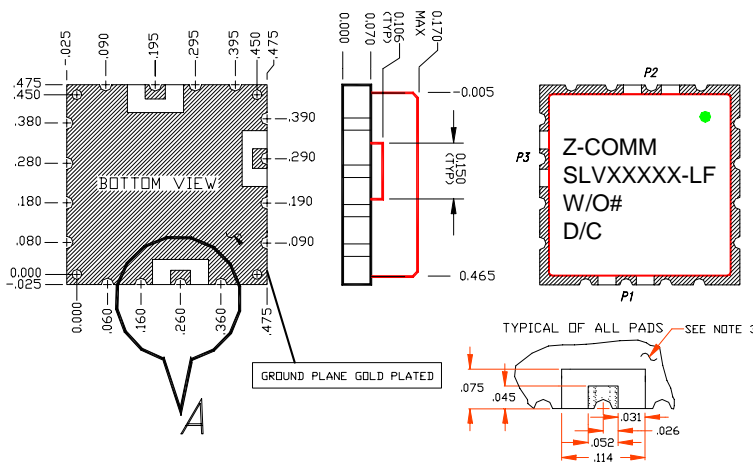 -.025
.090
.195
.295
.395
.450
.475
.475
.450
.380
.280
.180
.080
0.000
-.025
.390
.290
.190
.090
BOTTOM VIEW
0.000
.060
.160
.260
.360
.475
A
GROUND PLANE GOLD PLATED
0.000
0.070
0.106
(TYP)
0.170
MAX
-0.005
0.150
(TYP)
0.465
P2
P3
Z-COMM
SLVXXXXX-LF
W/O#
D/C
P1
TYPICAL OF ALL PADS
SEE NOTE
.075
.045
.031
.026
.052
.114